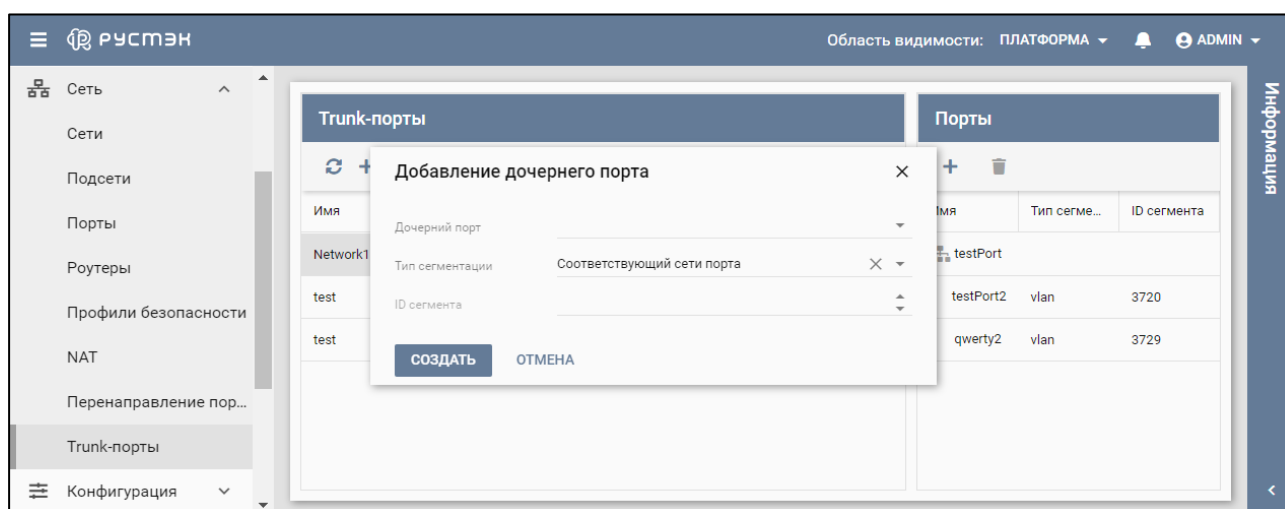 РУСТЭК
Область видимости: ПЛАТФОРМА
ADMIN
Сеть
Сети
Подсети
Порты
Роутеры
Профили безопасности
NAT
Перенаправление пор...
Trunk-порты
Конфигурация
Trunk-порты
Имя
Network1
test
test
Добавление дочернего порта
Дочерний порт
Тип сегментации Соответствующий сети порта
ID сегмента
СОЗДАТЬ ОТМЕНА
Порты
Имя Тип сегме... ID сегмента
testPort
testPort2 vlan 3720
qwerty2 vlan 3729
Информация